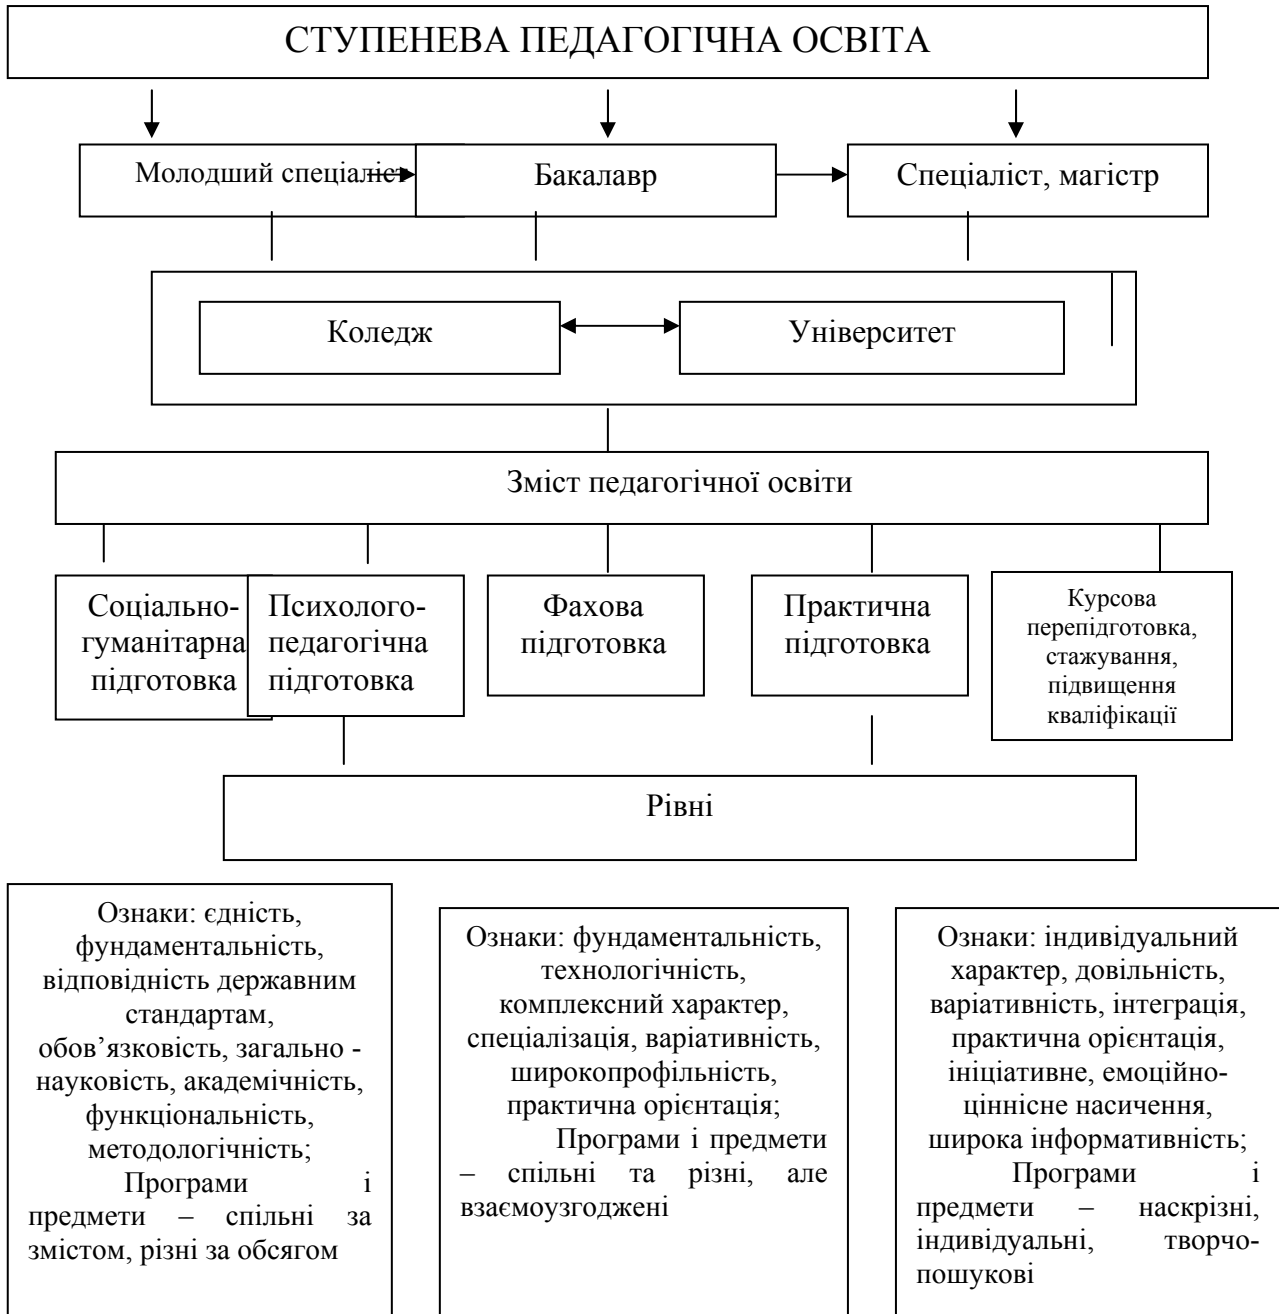 СТУПЕНЕВА ПЕДАГОГІЧНА ОСВІТА
Молодший спеціаліст
Бакалавр
Спеціаліст, магістр
Коледж
Університет
Зміст педагогічної освіти
Соціально-
гуманітарна
підготовка
Психолого-
педагогічна
підготовка
Фахова
підготовка
Практична
підготовка
Курсова
перепідготовка,
стажування,
підвищення
кваліфікації
Рівні
Ознаки: єдність,
фундаментальність,
відповідність державним
стандартам,
обов’язковість, загально -
науковість, академічність,
функціональність,
методологічність;
Програми і
предмети – спільні за
змістом, різні за обсягом
Ознаки: фундаментальність,
технологічність,
комплексний характер,
спеціалізація, варіативність,
широкопрофільність,
практична орієнтація;
Програми і предмети
– спільні та різні, але
взаємоузгоджені
Ознаки: індивідуальний
характер, довільність,
варіативність, інтеграція,
практична орієнтація,
ініціативне, емоційно-
ціннісне насичення,
широка інформативність;
Програми і
предмети – наскрізні,
індивідуальні, творчо-
пошукові